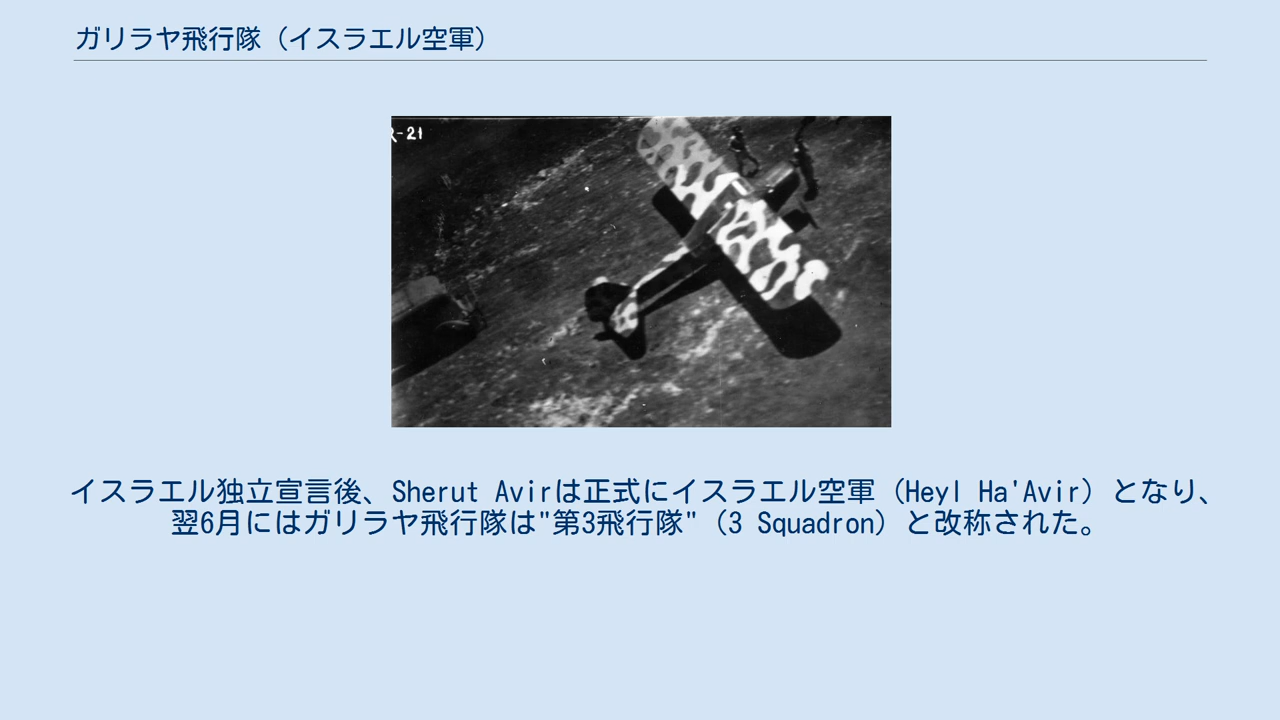 ガリラヤ飛行隊（イスラエル空軍）
R-21
イスラエル独立宣言後、Sherut Avirは正式にイスラエル空軍（Heyl Ha'Avir）となり、
翌6月にはガリラヤ飛行隊は"第3飛行隊"（3 Squadron）と改称された。